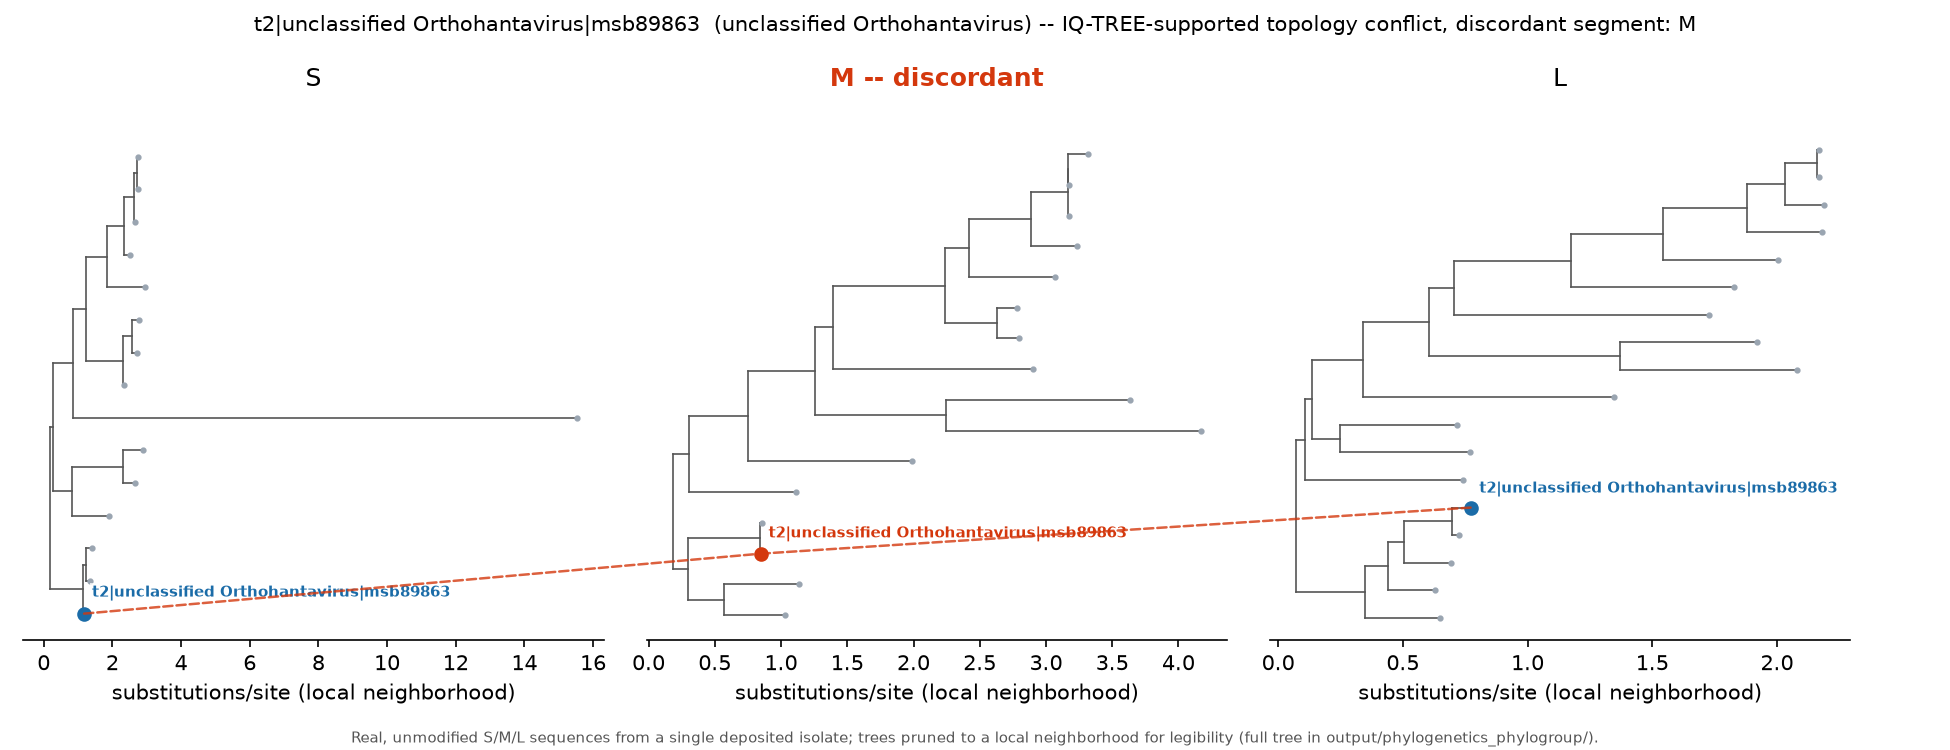 t2|unclassified Orthohantavirus|msb89863  (unclassified Orthohantavirus) -- IQ-TREE-supported topology conflict, discordant segment: M
S
M -- discordant
L
t2|unclassified Orthohantavirus|msb89863
t2|unclassified Orthohantavirus|msb89863
t2|unclassified Orthohantavirus|msb89863
0 2 4 6 8 10 12 14 16
0.0 0.5 1.0 1.5 2.0 2.5 3.0 3.5 4.0
0.0 0.5 1.0 1.5 2.0
substitutions/site (local neighborhood)
substitutions/site (local neighborhood)
substitutions/site (local neighborhood)
Real, unmodified S/M/L sequences from a single deposited isolate; trees pruned to a local neighborhood for legibility (full tree in output/phylogenetics_phylogroup/).